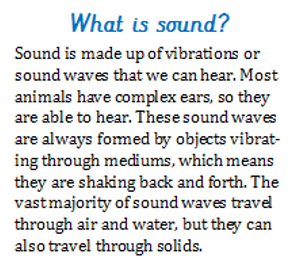 What is sound?
Sound is made up of vibrations or
sound waves that we can hear. Most
animals have complex ears, so they
are able to hear. These sound waves
are always formed by objects vibrat-
ing through mediums, which means
they are shaking back and forth. The
vast majority of sound waves travel
through air and water, but they can
also travel through solids.